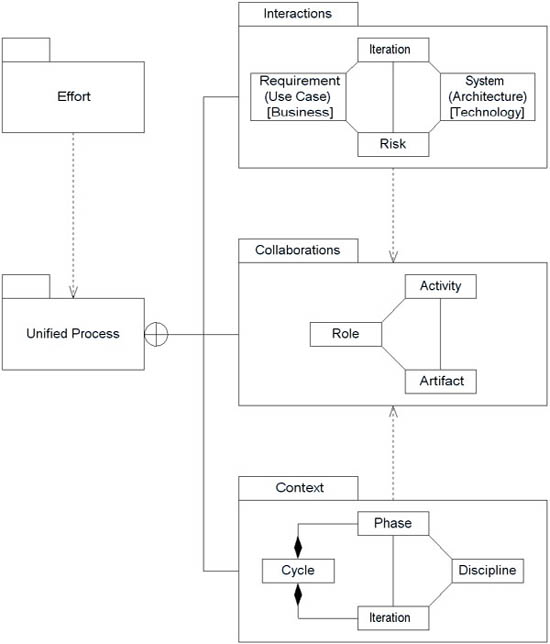 Interactions
Iteration
Effort
Requirement
(Use Case)
[Business]
System
(Architecture)
[Technology]
Risk
Collaborations
Activity
Unified Process
Role
Artifact
Context
Phase
Cycle
Discipline
Iteration